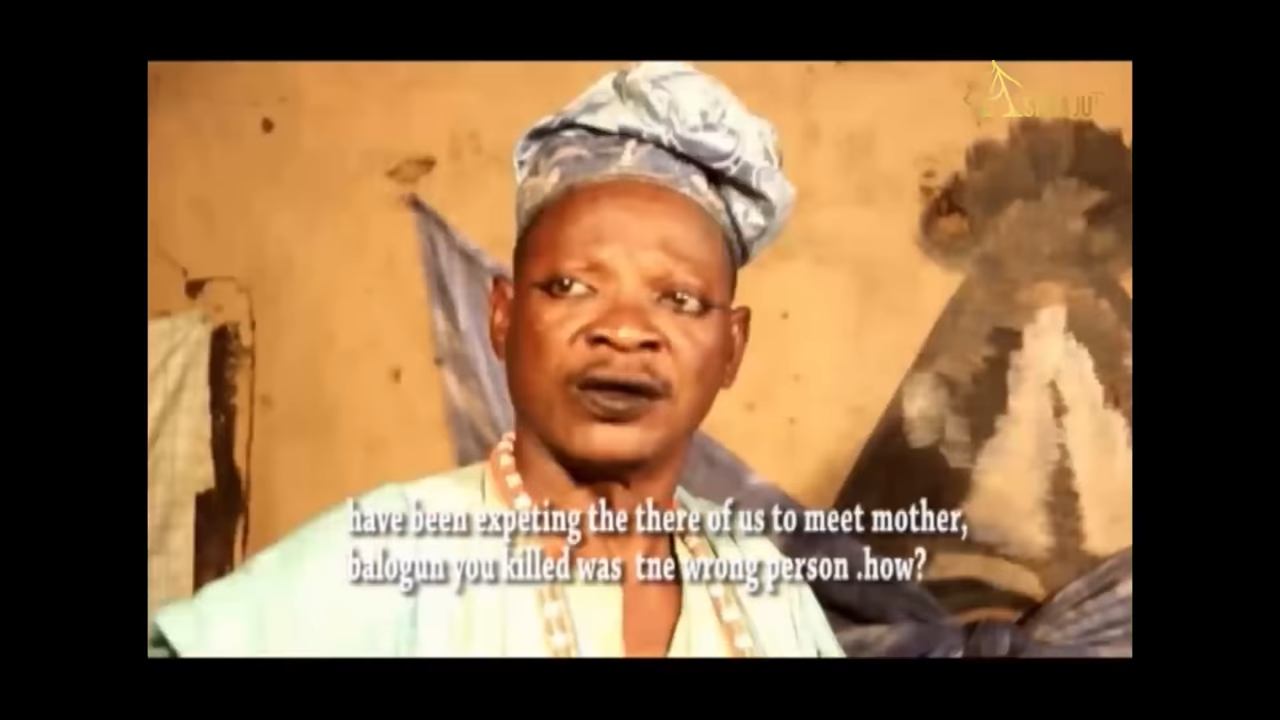 have been expeting the there of us to meet mother,
balogun you killed was tne wrong person .how?